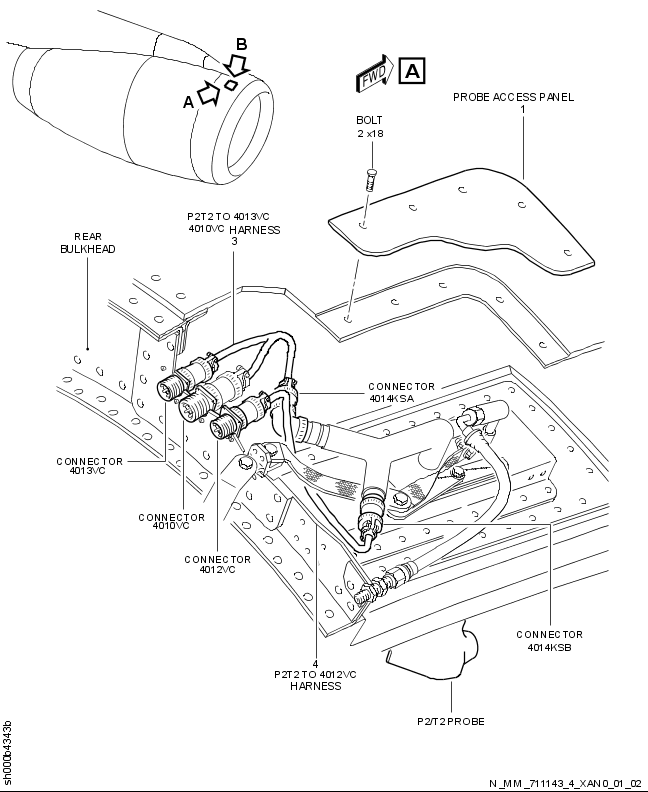 B
A
FWD
A
PROBE ACCESS PANEL
1
BOLT
2 x18
P2T2 TO 4013VC
4010VC HARNESS
3
REAR
BULKHEAD
CONNECTOR
4014KSA
CONNECTOR
4013VC
CONNECTOR
4010VC
CONNECTOR
4012VC
CONNECTOR
4014KSB
4
P2T2 TO 4012VC
HARNESS
P2/T2 PROBE
sh000b4343b
N_MM_711143_4_XAN0_01_02